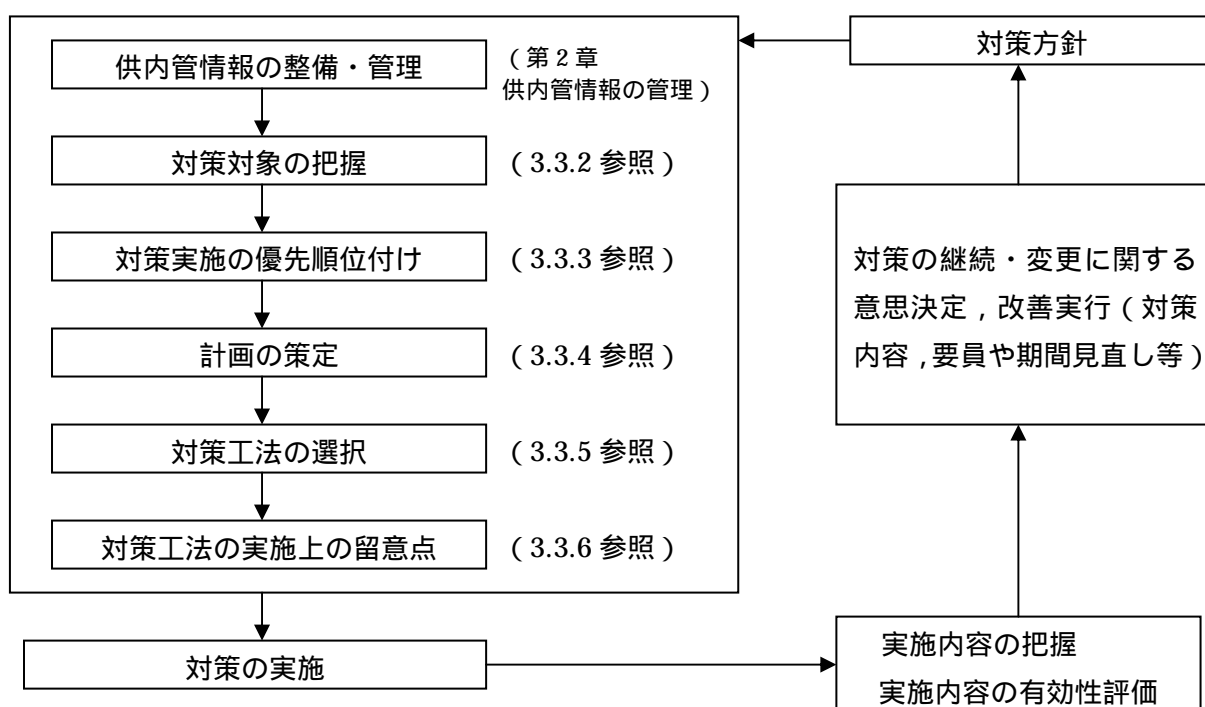 供内管情報の整備・管理
（第２章
供内管情報の管理）
対策対象の把握
（3.3.2 参照）
対策実施の優先順位付け
（3.3.3 参照）
計画の策定
（3.3.4 参照）
対策工法の選択
（3.3.5 参照）
対策工法の実施上の留意点
（3.3.6 参照）
対策の実施
対策方針
対策の継続・変更に関する
意思決定，改善実行（対策
内容，要員や期間見直し等）
実施内容の把握
実施内容の有効性評価